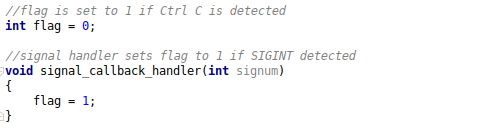 //flag is set to 1 if Ctrl C is detected
int flag = 0;

//signal handler sets flag to 1 if SIGINT detected
void signal_callback_handler(int signum)
{
    flag = 1;
}